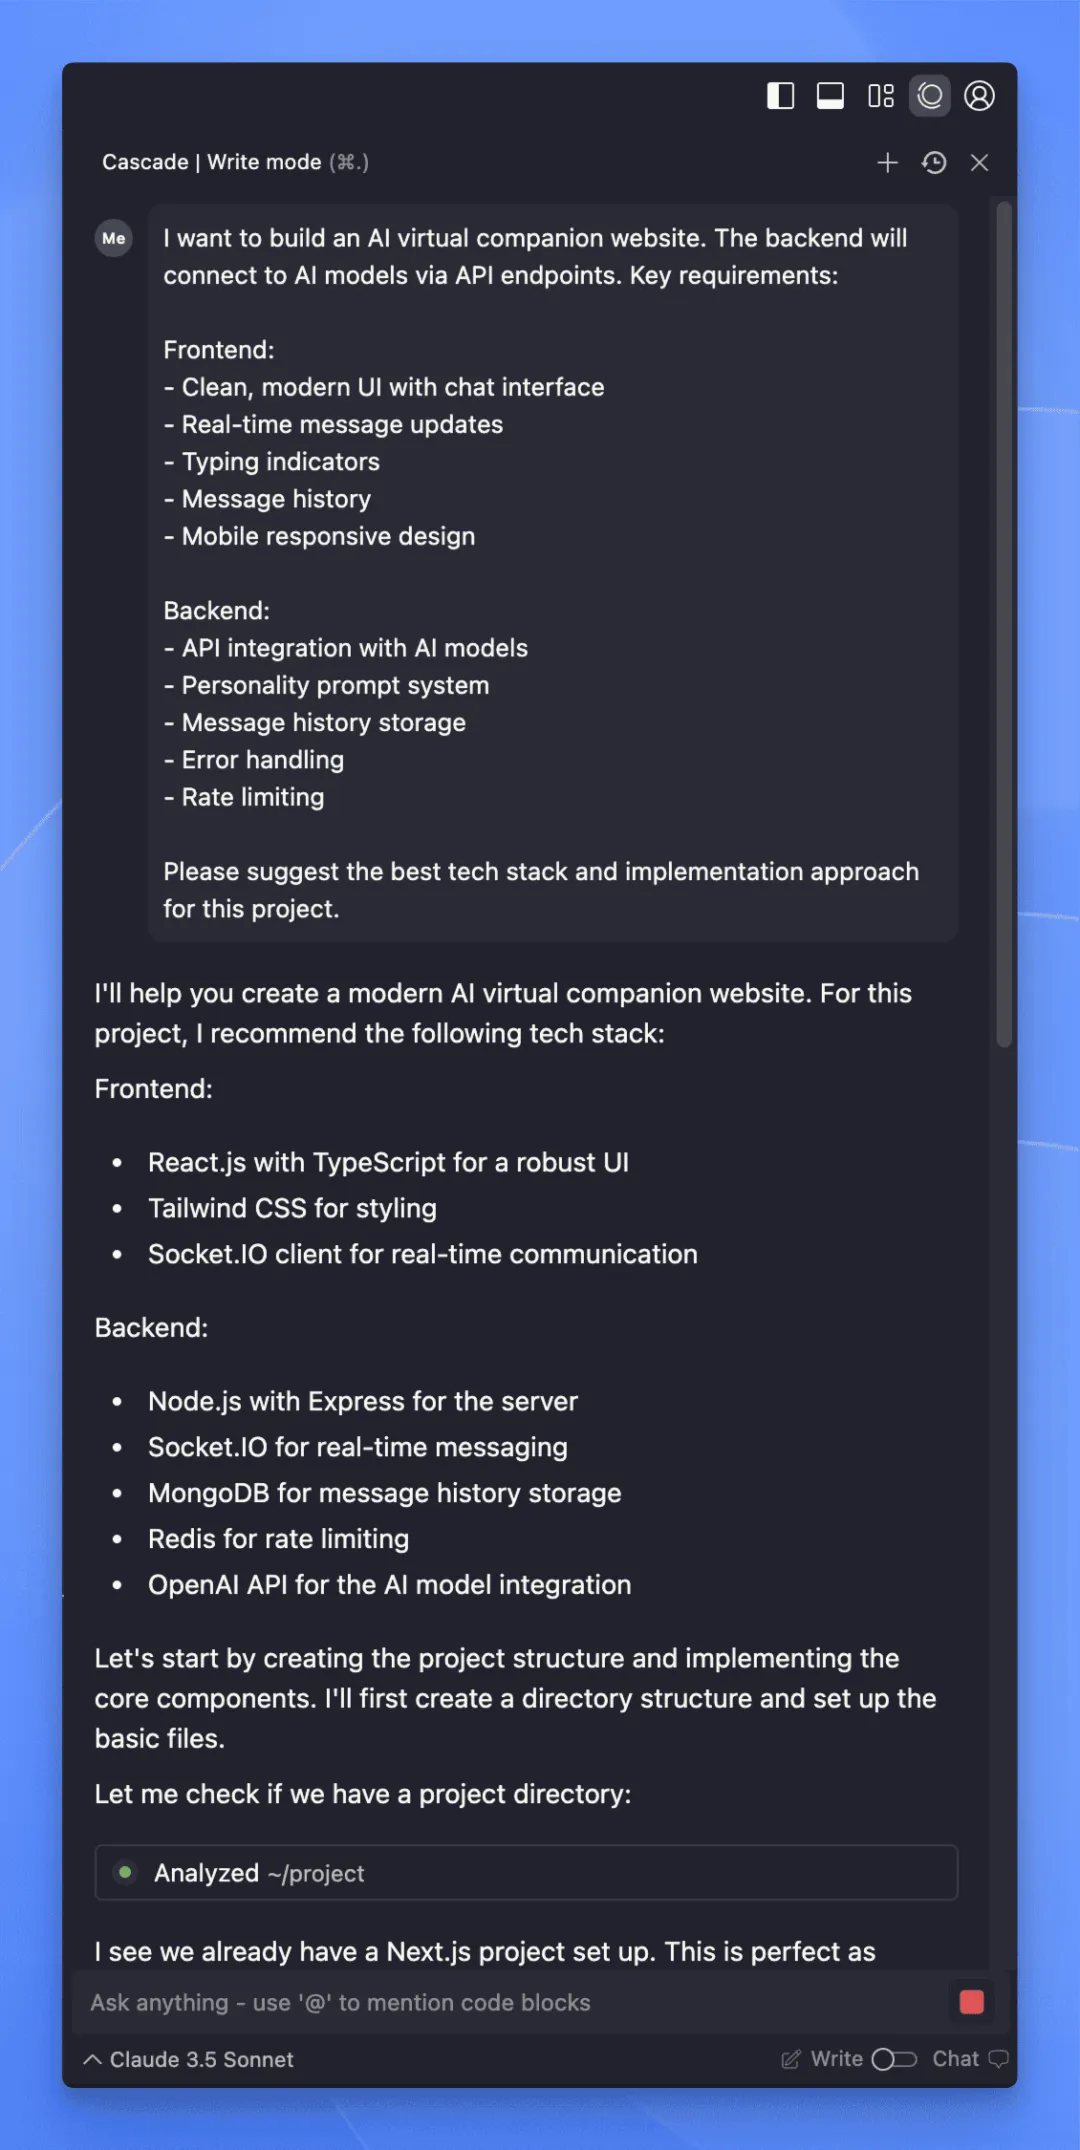 Cascade | Write mode (⌘.)
Me
I want to build an AI virtual companion website. The backend will
connect to AI models via API endpoints. Key requirements:
Frontend:
- Clean, modern UI with chat interface
- Real-time message updates
- Typing indicators
- Message history
- Mobile responsive design
Backend:
- API integration with AI models
- Personality prompt system
- Message history storage
- Error handling
- Rate limiting
Please suggest the best tech stack and implementation approach
for this project.
I'll help you create a modern AI virtual companion website. For this
project, I recommend the following tech stack:
Frontend:
• React.js with TypeScript for a robust UI
• Tailwind CSS for styling
• Socket.IO client for real-time communication
Backend:
• Node.js with Express for the server
• Socket.IO for real-time messaging
• MongoDB for message history storage
• Redis for rate limiting
• OpenAI API for the AI model integration
Let's start by creating the project structure and implementing the
core components. I'll first create a directory structure and set up the
basic files.
Let me check if we have a project directory:
Analyzed ~/project
I see we already have a Next.js project set up. This is perfect as
Ask anything - use '@' to mention code blocks
Claude 3.5 Sonnet
Write
Chat